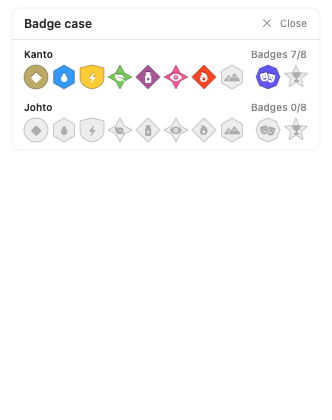 Badge case
Close
Kanto
Badges 7/8
Johto
Badges 0/8